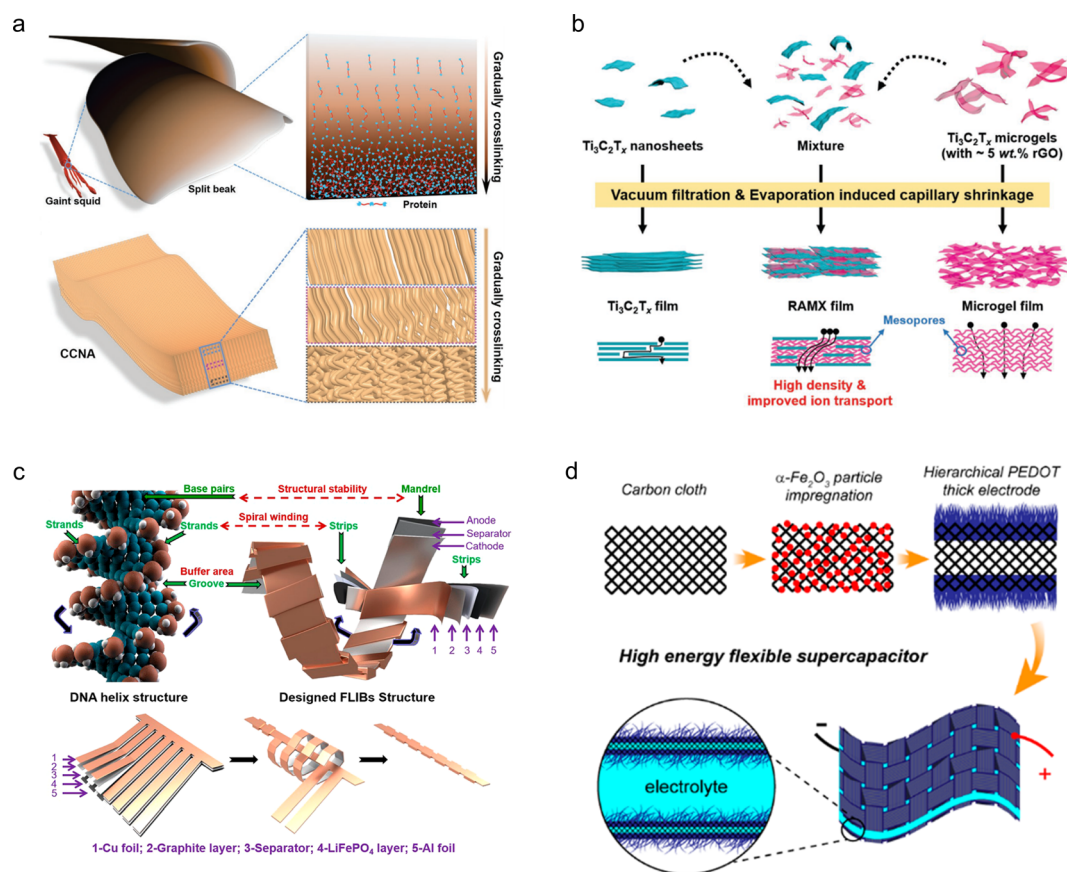 a
Gradually crosslinking
Gaint squid
Split beak
Protein
CCNA
Gradually crosslinking
b
Ti₃C₂Tₓ nanosheets
Mixture
Ti₃C₂Tₓ microgels
(with ~ 5 wt.% rGO)
Vacuum filtration & Evaporation induced capillary shrinkage
Ti₃C₂Tₓ film
RAMX film
Microgel film
Mesopores
High density &
improved ion transport
c
Base pairs
Structural stability
Mandrel
Strands
Strands
Spiral winding
Strips
Anode
Separator
Cathode
Strips
Buffer area
Groove
1 2 3 4 5
DNA helix structure
Designed FLIBs Structure
1
2
3
4
5
1-Cu foil; 2-Graphite layer; 3-Separator; 4-LiFePO₄ layer; 5-Al foil
d
Carbon cloth
α-Fe₂O₃ particle
impregnation
Hierarchical PEDOT
thick electrode
High energy flexible supercapacitor
electrolyte
-
+